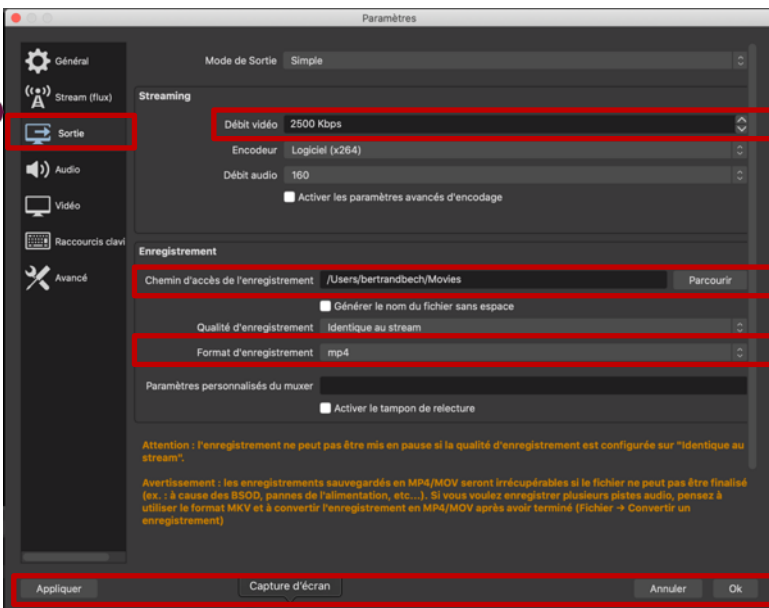 Paramètres
Général
Stream (flux)
Sortie
Audio
Vidéo
Raccourcis clavi
Avancé
Mode de Sortie Simple
Streaming
Débit vidéo 2500 Kbps
Encodeur Logiciel (x264)
Débit audio 160
Activer les paramètres avancés d'encodage
Enregistrement
Chemin d'accès de l'enregistrement /Users/bertrandbech/Movies Parcourir
Générer le nom du fichier sans espace
Qualité d'enregistrement Identique au stream
Format d'enregistrement mp4
Paramètres personnalisés du muxer
Activer le tampon de relecture
Attention : l'enregistrement ne peut pas être mis en pause si la qualité d'enregistrement est configurée sur "Identique au
stream".
Avertissement : les enregistrements sauvegardés en MP4/MOV seront irrécupérables si le fichier ne peut pas être finalisé
(ex. : à cause des BSOD, pannes de l'alimentation, etc...). Si vous voulez enregistrer plusieurs pistes audio, pensez à
utiliser le format MKV et à convertir l'enregistrement en MP4/MOV après avoir terminé (Fichier → Convertir un
enregistrement)
Appliquer Capture d'écran Annuler Ok